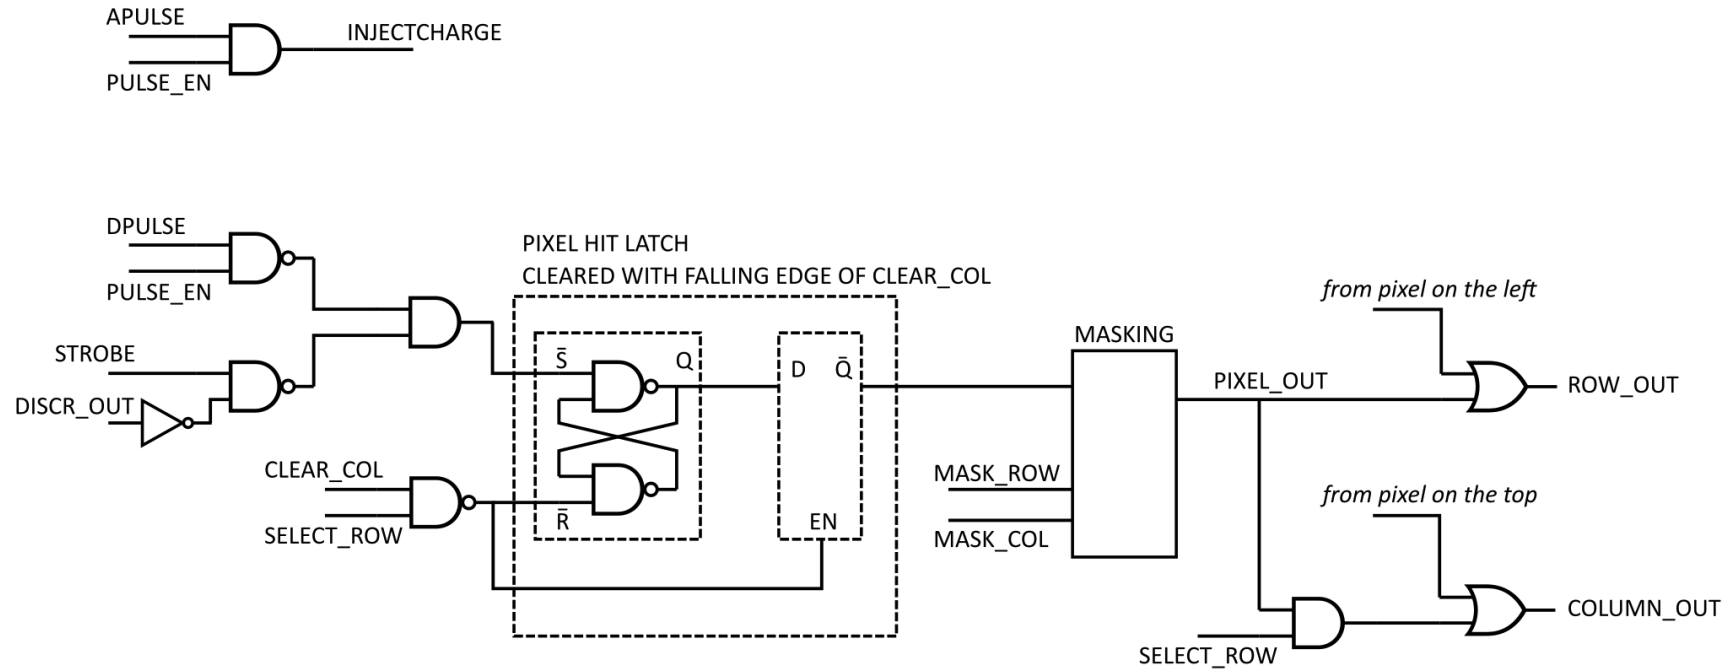 APULSE
INJECTCHARGE
PULSE_EN
DPULSE
PULSE_EN
STROBE
DISCR_OUT
CLEAR_COL
SELECT_ROW
PIXEL HIT LATCH
CLEARED WITH FALLING EDGE OF CLEAR_COL
S̄
Q
R̄
D
Q̄
EN
MASKING
MASK_ROW
MASK_COL
PIXEL_OUT
from pixel on the left
ROW_OUT
from pixel on the top
COLUMN_OUT
SELECT_ROW